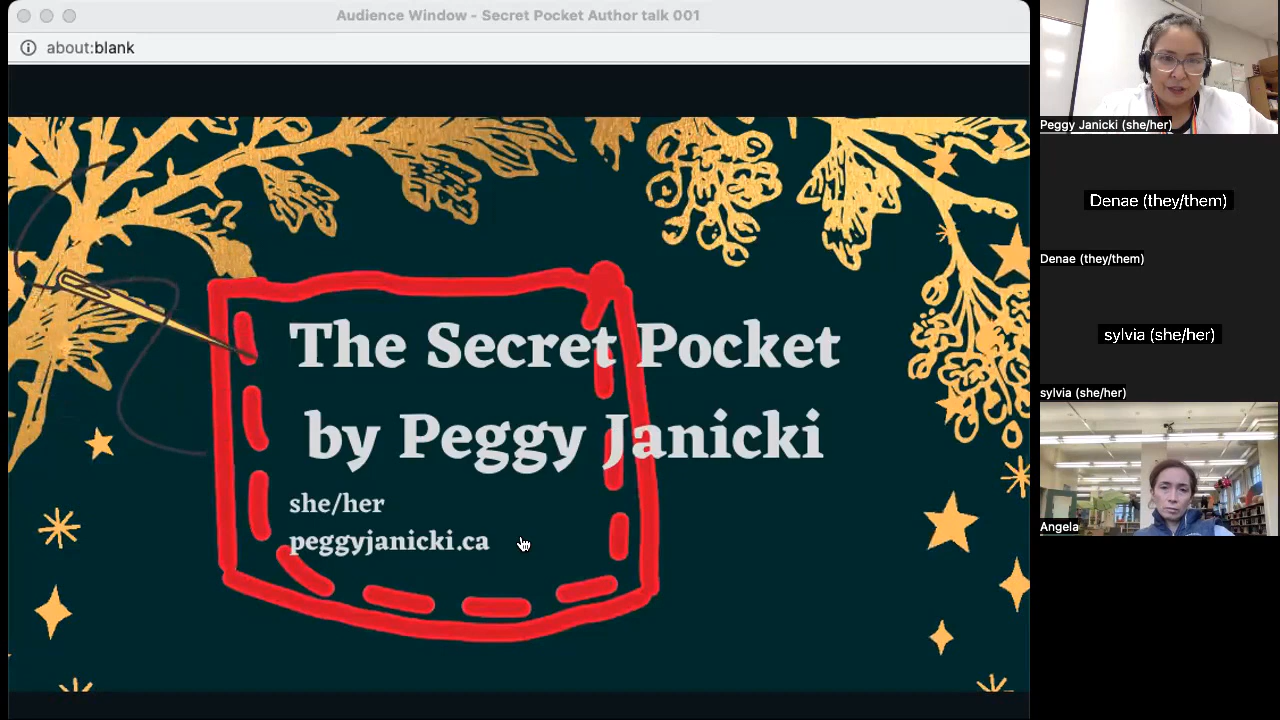 Audience Window - Secret Pocket Author talk 001
about:blank
The Secret Pocket
by Peggy Janicki
she/her
peggyjanicki.ca
Peggy Janicki (she/her)
Denae (they/them)
Denae (they/them)
sylvia (she/her)
sylvia (she/her)
Angela